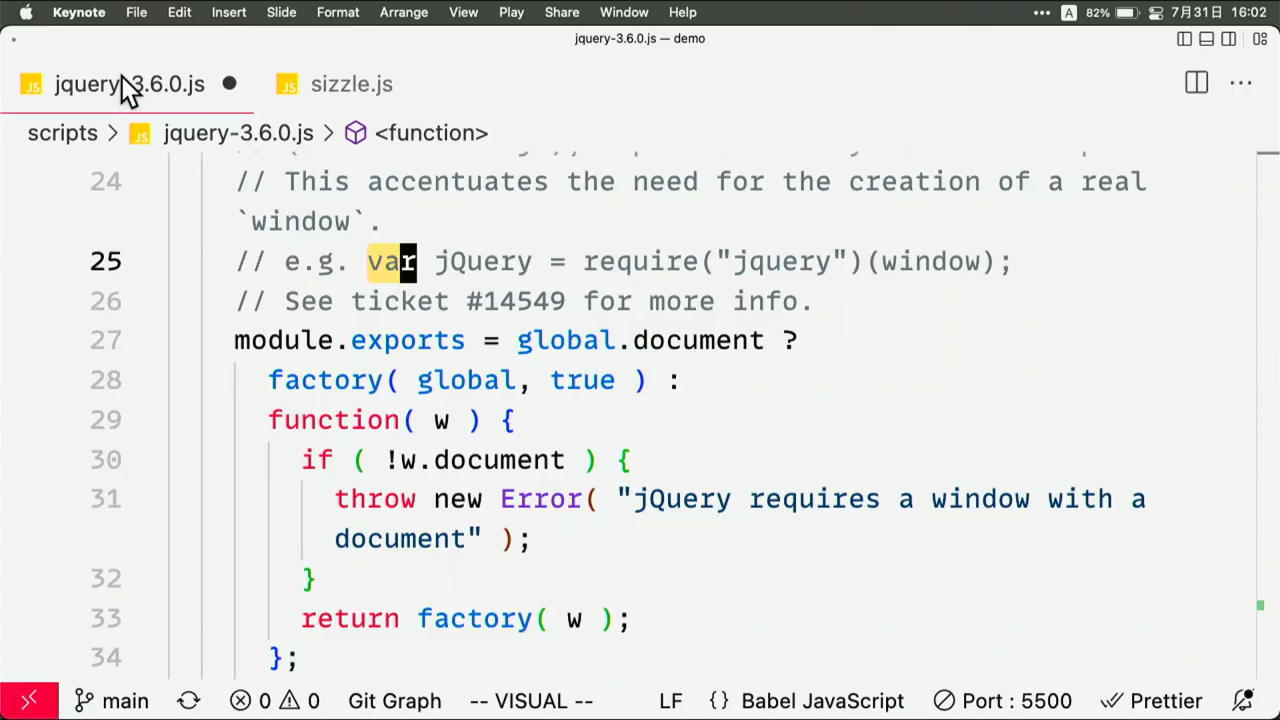 Keynote File Edit Insert Slide Format Arrange View Play Share Window Help ••• A 82% 7月31日 16:02
jquery-3.6.0.js — demo
JS jquery-3.6.0.js ● JS sizzle.js ···
scripts > JS jquery-3.6.0.js > <function>
24 // This accentuates the need for the creation of a real
`window`.
25 // e.g. var jQuery = require("jquery")(window);
26 // See ticket #14549 for more info.
27 module.exports = global.document ?
28 factory( global, true ) :
29 function( w ) {
30 if ( !w.document ) {
31 throw new Error( "jQuery requires a window with a
document" );
32 }
33 return factory( w );
34 };
main 0 0 Git Graph -- VISUAL -- LF {} Babel JavaScript Port : 5500 Prettier